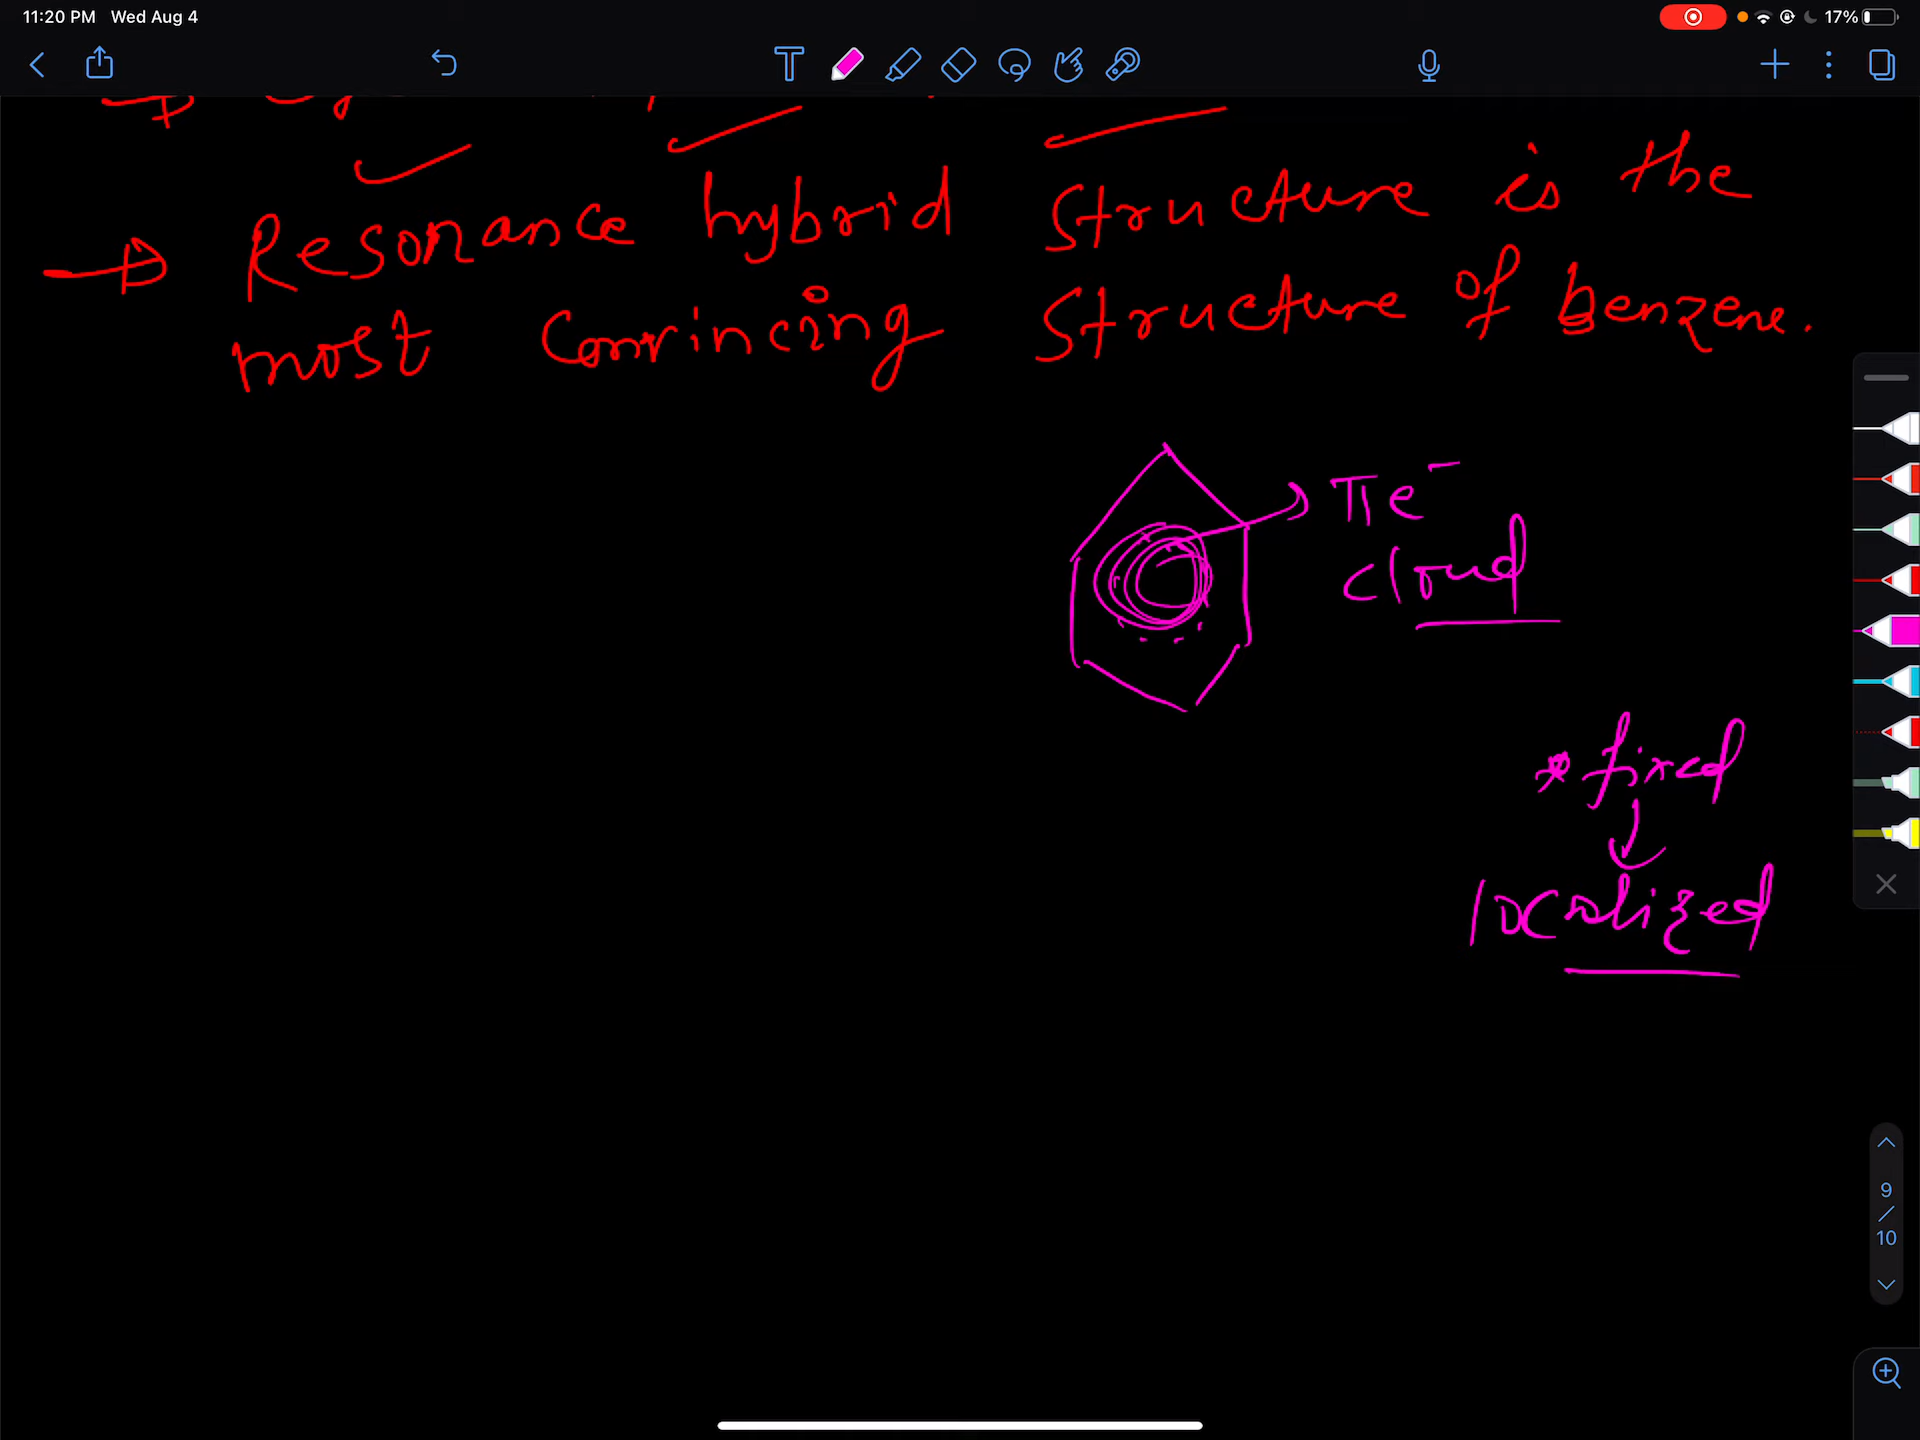 11:20 PM Wed Aug 4
17%
→ Resonance hybrid structure is the
most convincing structure of benzene.
πe⁻
cloud
* fixed
localized
9
/
10